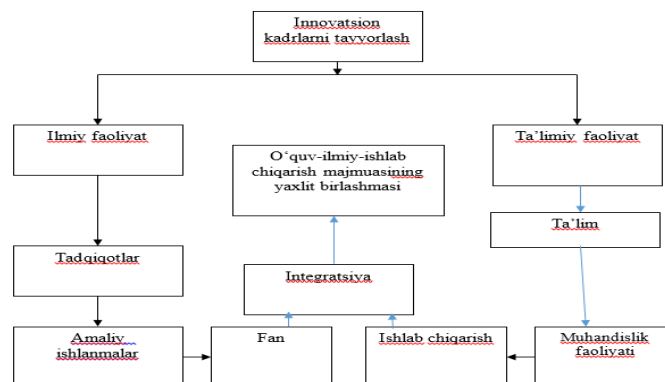 Innovatsion
kadrlarni tayyorlash
Ilmiy faoliyat
Ta’limiy faoliyat
O‘quv-ilmiy-ishlab
chiqarish majmuasining
yaxlit birlashmasi
Ta’lim
Tadqiqotlar
Integratsiya
Amaliy
ishlanmalar
Fan
Ishlab chiqarish
Muhandislik
faoliyati